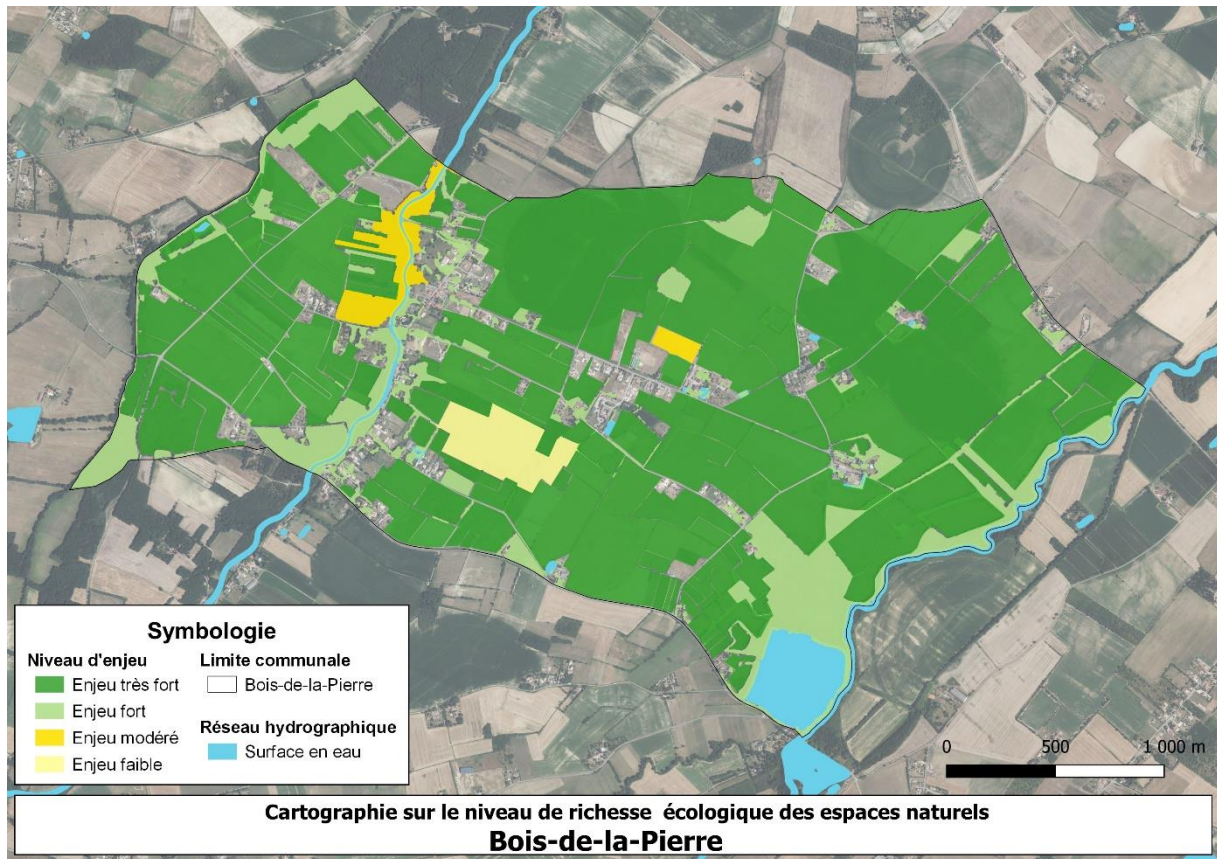 Symbologie
Niveau d'enjeu
Enjeu très fort
Enjeu fort
Enjeu modéré
Enjeu faible
Limite communale
Bois-de-la-Pierre
Réseau hydrographique
Surface en eau
0 500 1 000 m
Cartographie sur le niveau de richesse écologique des espaces naturels
Bois-de-la-Pierre